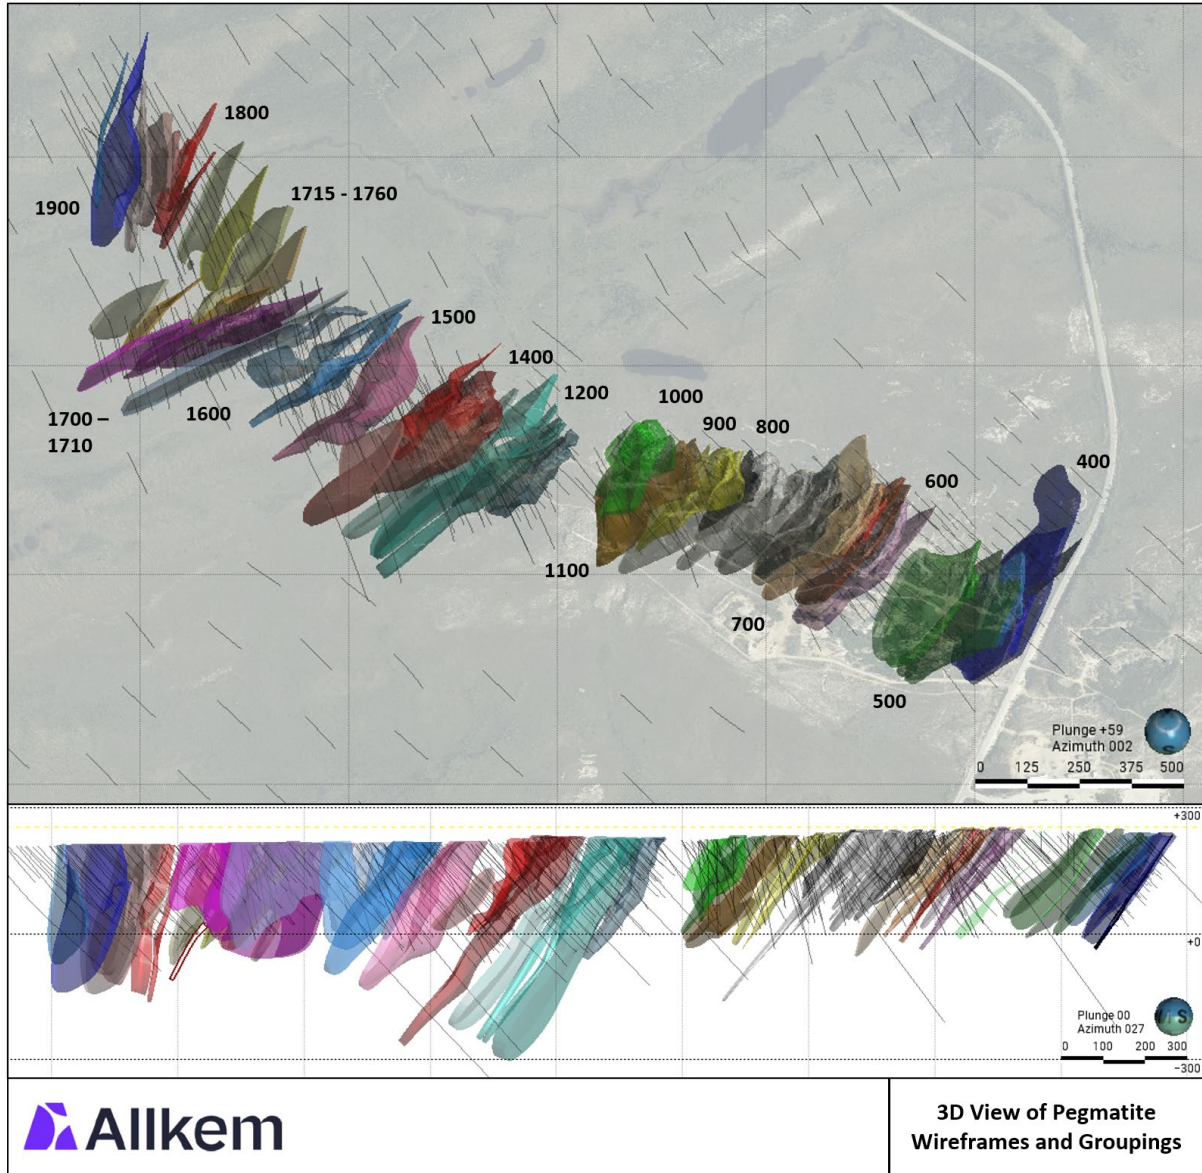 1800
1900
1715 - 1760
1500
1400
1200
1700 –
1710
1600
1000
900
800
400
600
1100
700
500
Plunge +59
Azimuth 002
S
0 125 250 375 500
+300
+0
Plunge 00
Azimuth 027
S
0 100 200 300
−300
Allkem
3D View of Pegmatite
Wireframes and Groupings